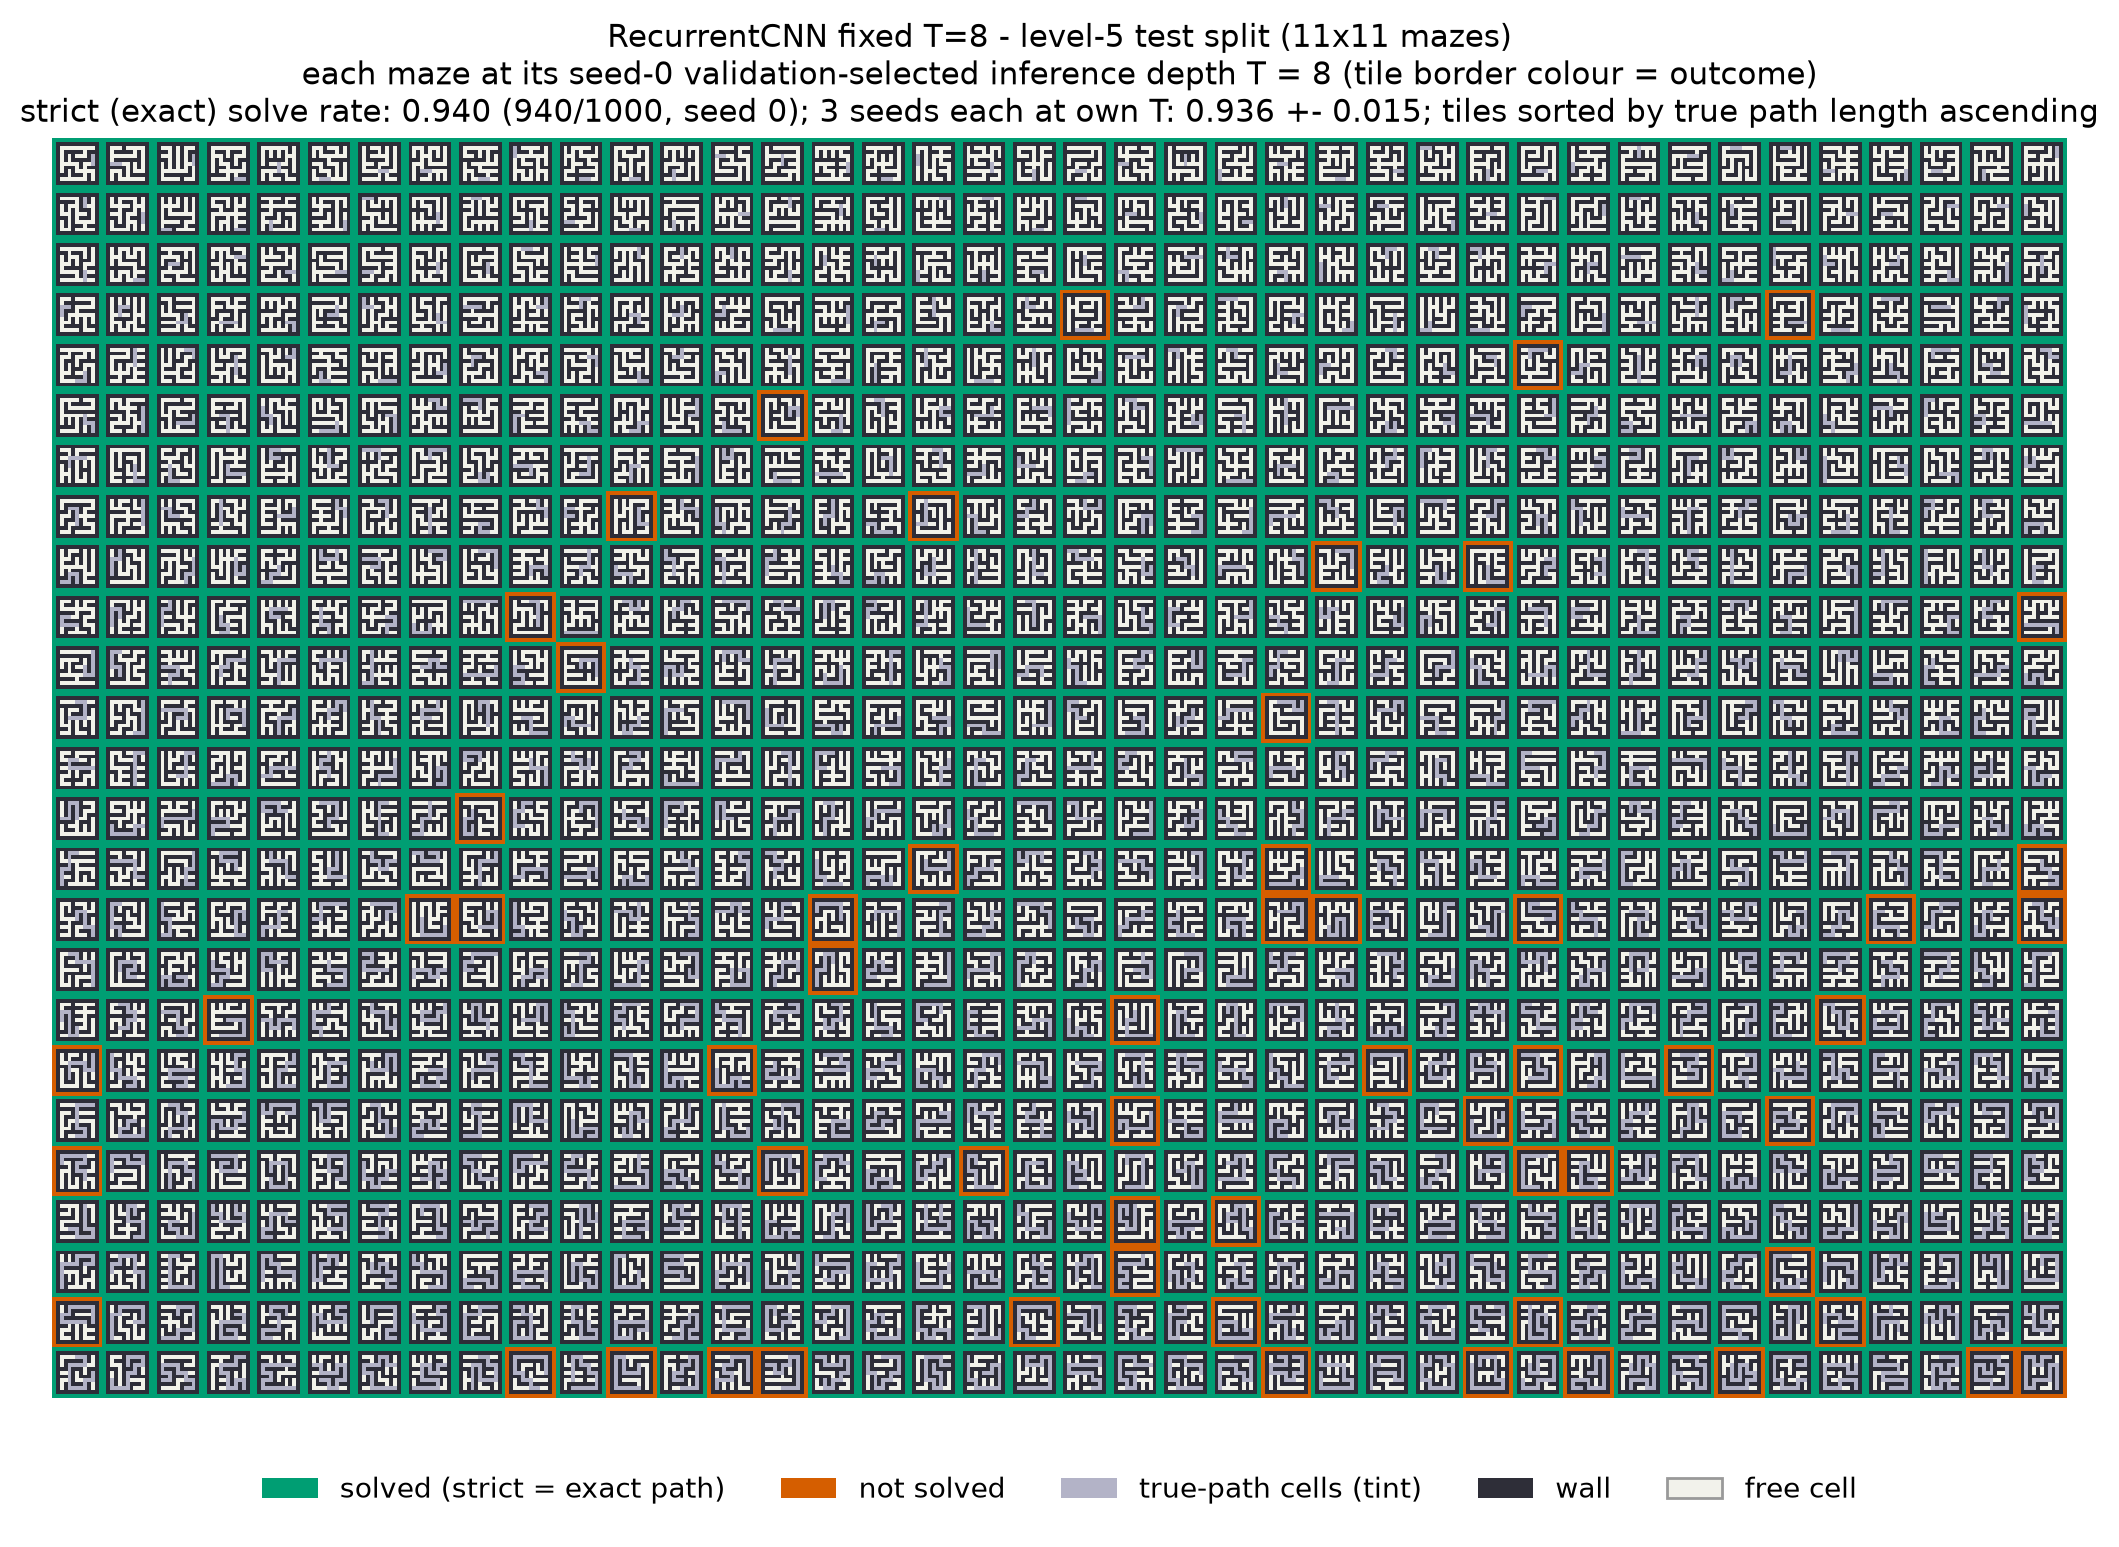 RecurrentCNN fixed T=8 - level-5 test split (11x11 mazes)
each maze at its seed-0 validation-selected inference depth T = 8 (tile border colour = outcome)
strict (exact) solve rate: 0.940 (940/1000, seed 0); 3 seeds each at own T: 0.936 +- 0.015; tiles sorted by true path length ascending
solved (strict = exact path)
not solved
true-path cells (tint)
wall
free cell